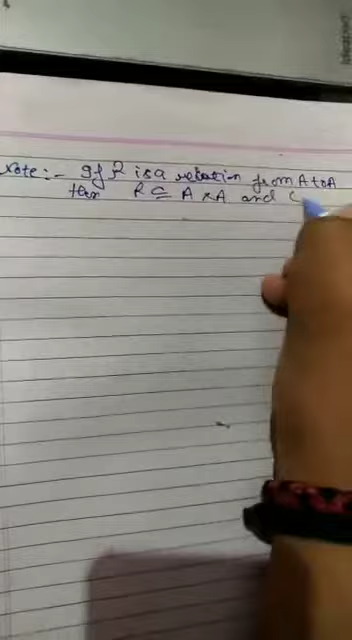 Note:- If R is a relation from A to A
then R ⊆ A × A and (